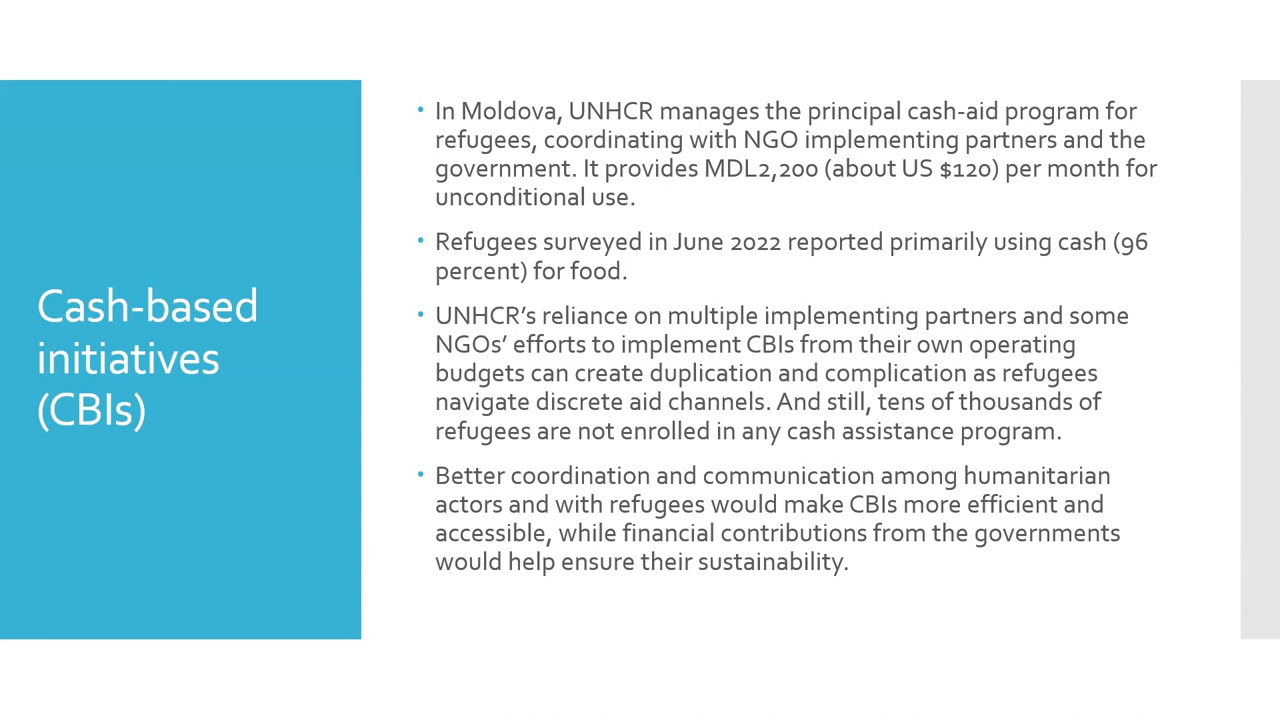 Cash-based
initiatives
(CBIs)
• In Moldova, UNHCR manages the principal cash-aid program for
refugees, coordinating with NGO implementing partners and the
government. It provides MDL2,200 (about US $120) per month for
unconditional use.
• Refugees surveyed in June 2022 reported primarily using cash (96
percent) for food.
• UNHCR’s reliance on multiple implementing partners and some
NGOs’ efforts to implement CBIs from their own operating
budgets can create duplication and complication as refugees
navigate discrete aid channels. And still, tens of thousands of
refugees are not enrolled in any cash assistance program.
• Better coordination and communication among humanitarian
actors and with refugees would make CBIs more efficient and
accessible, while financial contributions from the governments
would help ensure their sustainability.